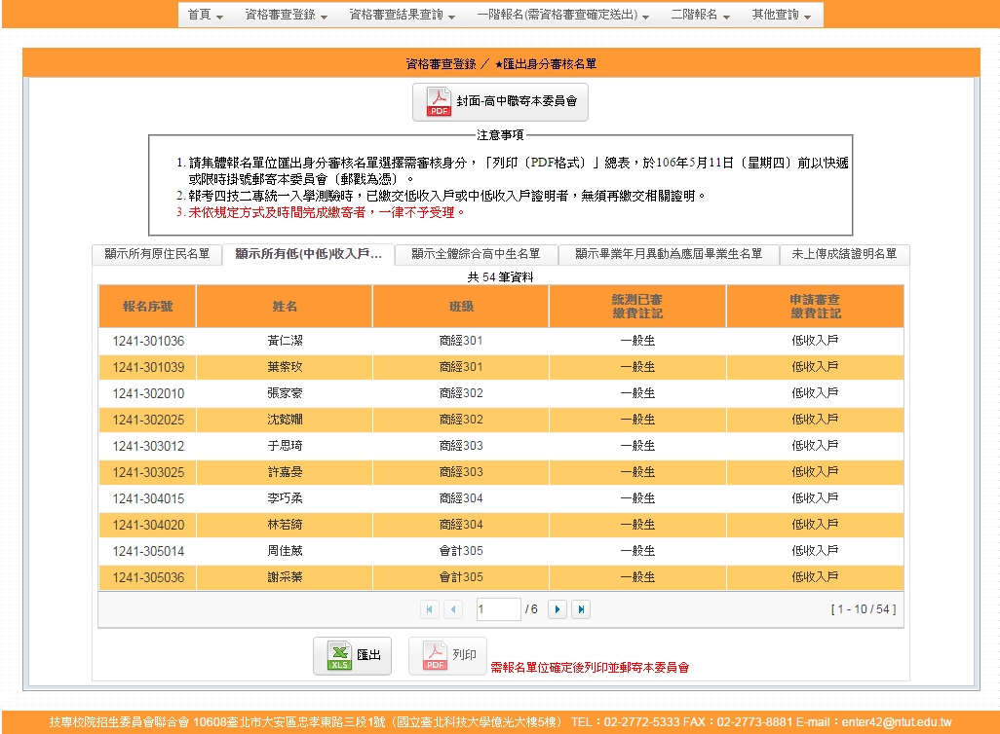 首頁 資格審查登錄 資格審查結果查詢 一階報名(需資格審查確定送出) 二階報名 其他查詢
資格審查登錄 ／ ★匯出身分審核名單
PDF 封面-高中職寄本委員會
注意事項
1. 請集體報名單位匯出身分審核名單選擇需審核身分，「列印〔PDF格式〕」總表，於106年5月11日〔星期四〕前以快遞
或限時掛號郵寄本委員會〔郵戳為憑〕。
2. 報考四技二專統一入學測驗時，已繳交低收入戶或中低收入戶證明者，無須再繳交相關證明。
3. 未依規定方式及時間完成繳寄者，一律不予受理。
顯示所有原住民名單 顯示所有低(中低)收入戶... 顯示全體綜合高中生名單 顯示畢業年月異動為應屆畢業生名單 未上傳成績證明名單
共 54 筆資料
報名序號 姓名 班級 統測已審 申請審查
繳費註記 繳費註記
1241-301036 黃仁潔 商經301 一般生 低收入戶
1241-301039 葉紫玫 商經301 一般生 低收入戶
1241-302010 張家豪 商經302 一般生 低收入戶
1241-302025 沈懿嫺 商經302 一般生 低收入戶
1241-303012 于思琦 商經303 一般生 低收入戶
1241-303025 許嘉旻 商經303 一般生 低收入戶
1241-304015 李巧柔 商經304 一般生 低收入戶
1241-304020 林若綺 商經304 一般生 低收入戶
1241-305014 周佳葳 會計305 一般生 低收入戶
1241-305036 謝采蓁 會計305 一般生 低收入戶
1 / 6 [ 1 - 10 / 54 ]
XLS 匯出 PDF 列印 需報名單位確定後列印並郵寄本委員會
技專校院招生委員會聯合會 10608臺北市大安區忠孝東路三段1號（國立臺北科技大學億光大樓5樓） TEL：02-2772-5333 FAX：02-2773-8881 E-mail：enter42@ntut.edu.tw